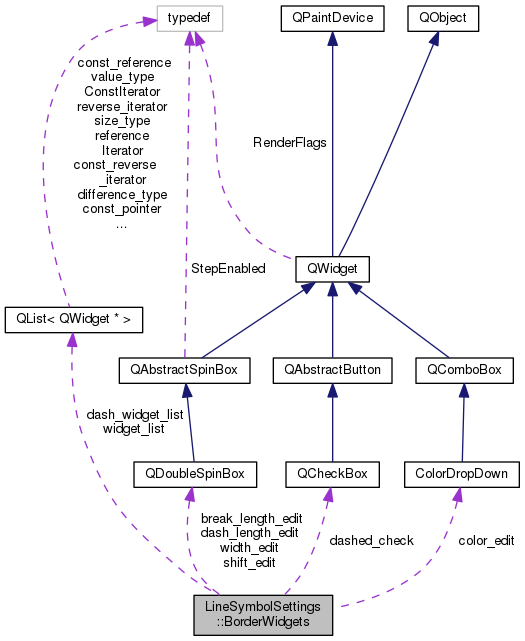 typedef
QPaintDevice
QObject
const_reference
value_type
ConstIterator
reverse_iterator
size_type
reference
Iterator
const_reverse
_iterator
difference_type
const_pointer
...
RenderFlags
StepEnabled
QWidget
QList< QWidget * >
QAbstractSpinBox
QAbstractButton
QComboBox
dash_widget_list
widget_list
QDoubleSpinBox
QCheckBox
ColorDropDown
break_length_edit
dash_length_edit
width_edit
shift_edit
dashed_check
color_edit
LineSymbolSettings
::BorderWidgets